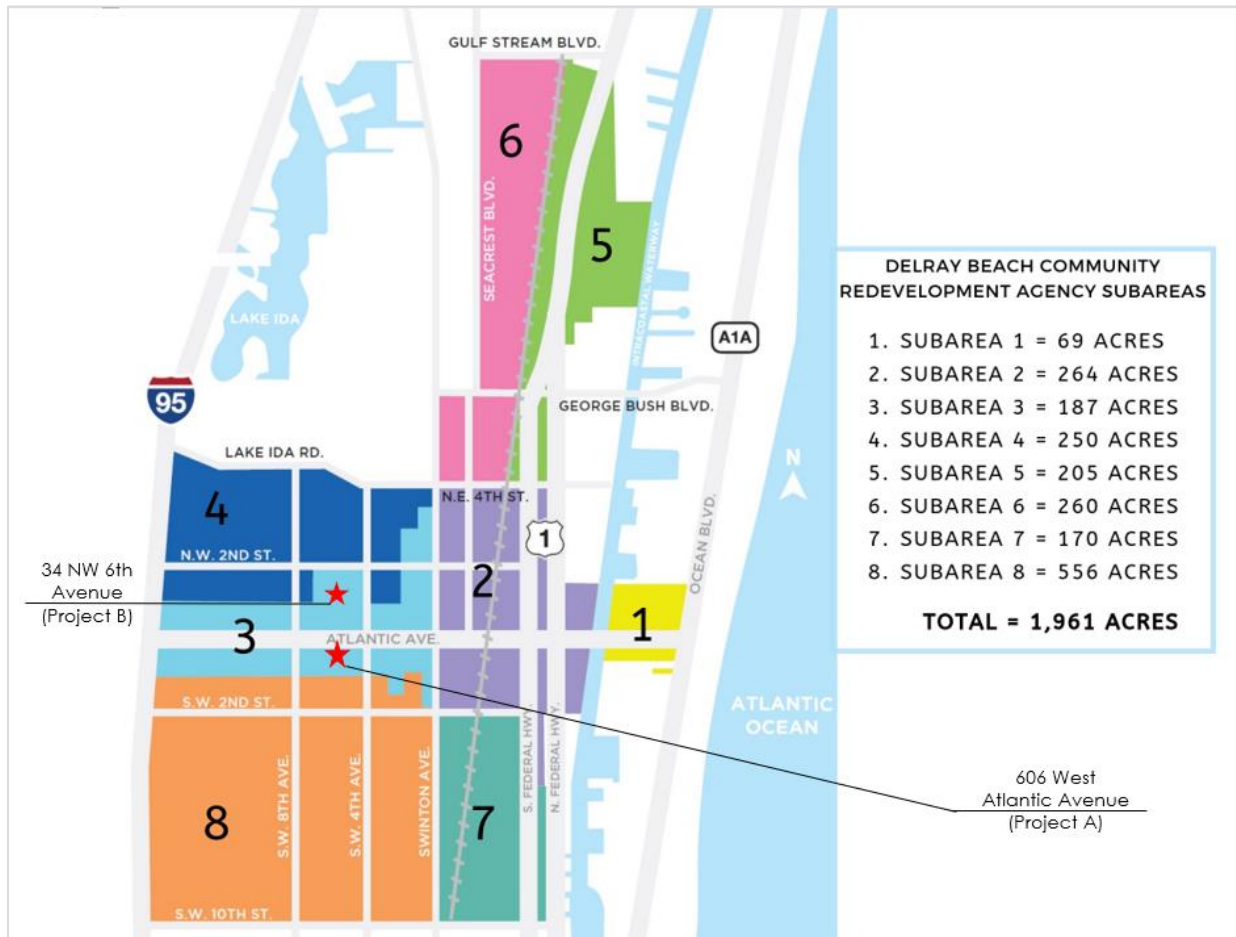 GULF STREAM BLVD.
6
SEACREST BLVD.
5
INTRACOASTAL WATERWAY
LAKE IDA
A1A
95
GEORGE BUSH BLVD.
LAKE IDA RD.
N
4
N.E. 4TH ST.
OCEAN BLVD.
1
N.W. 2ND ST.
2
34 NW 6th
Avenue
(Project B)
3
ATLANTIC AVE.
1
S.W. 2ND ST.
ATLANTIC
OCEAN
S.W. 8TH AVE.
S.W. 4TH AVE.
SWINTON AVE.
S. FEDERAL HWY.
N. FEDERAL HWY.
8
7
606 West
Atlantic Avenue
(Project A)
S.W. 10TH ST.
DELRAY BEACH COMMUNITY
REDEVELOPMENT AGENCY SUBAREAS
1. SUBAREA 1 = 69 ACRES
2. SUBAREA 2 = 264 ACRES
3. SUBAREA 3 = 187 ACRES
4. SUBAREA 4 = 250 ACRES
5. SUBAREA 5 = 205 ACRES
6. SUBAREA 6 = 260 ACRES
7. SUBAREA 7 = 170 ACRES
8. SUBAREA 8 = 556 ACRES
TOTAL = 1,961 ACRES